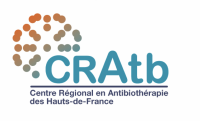 CRAtb
Centre Régional en Antibiothérapie
des Hauts-de-France